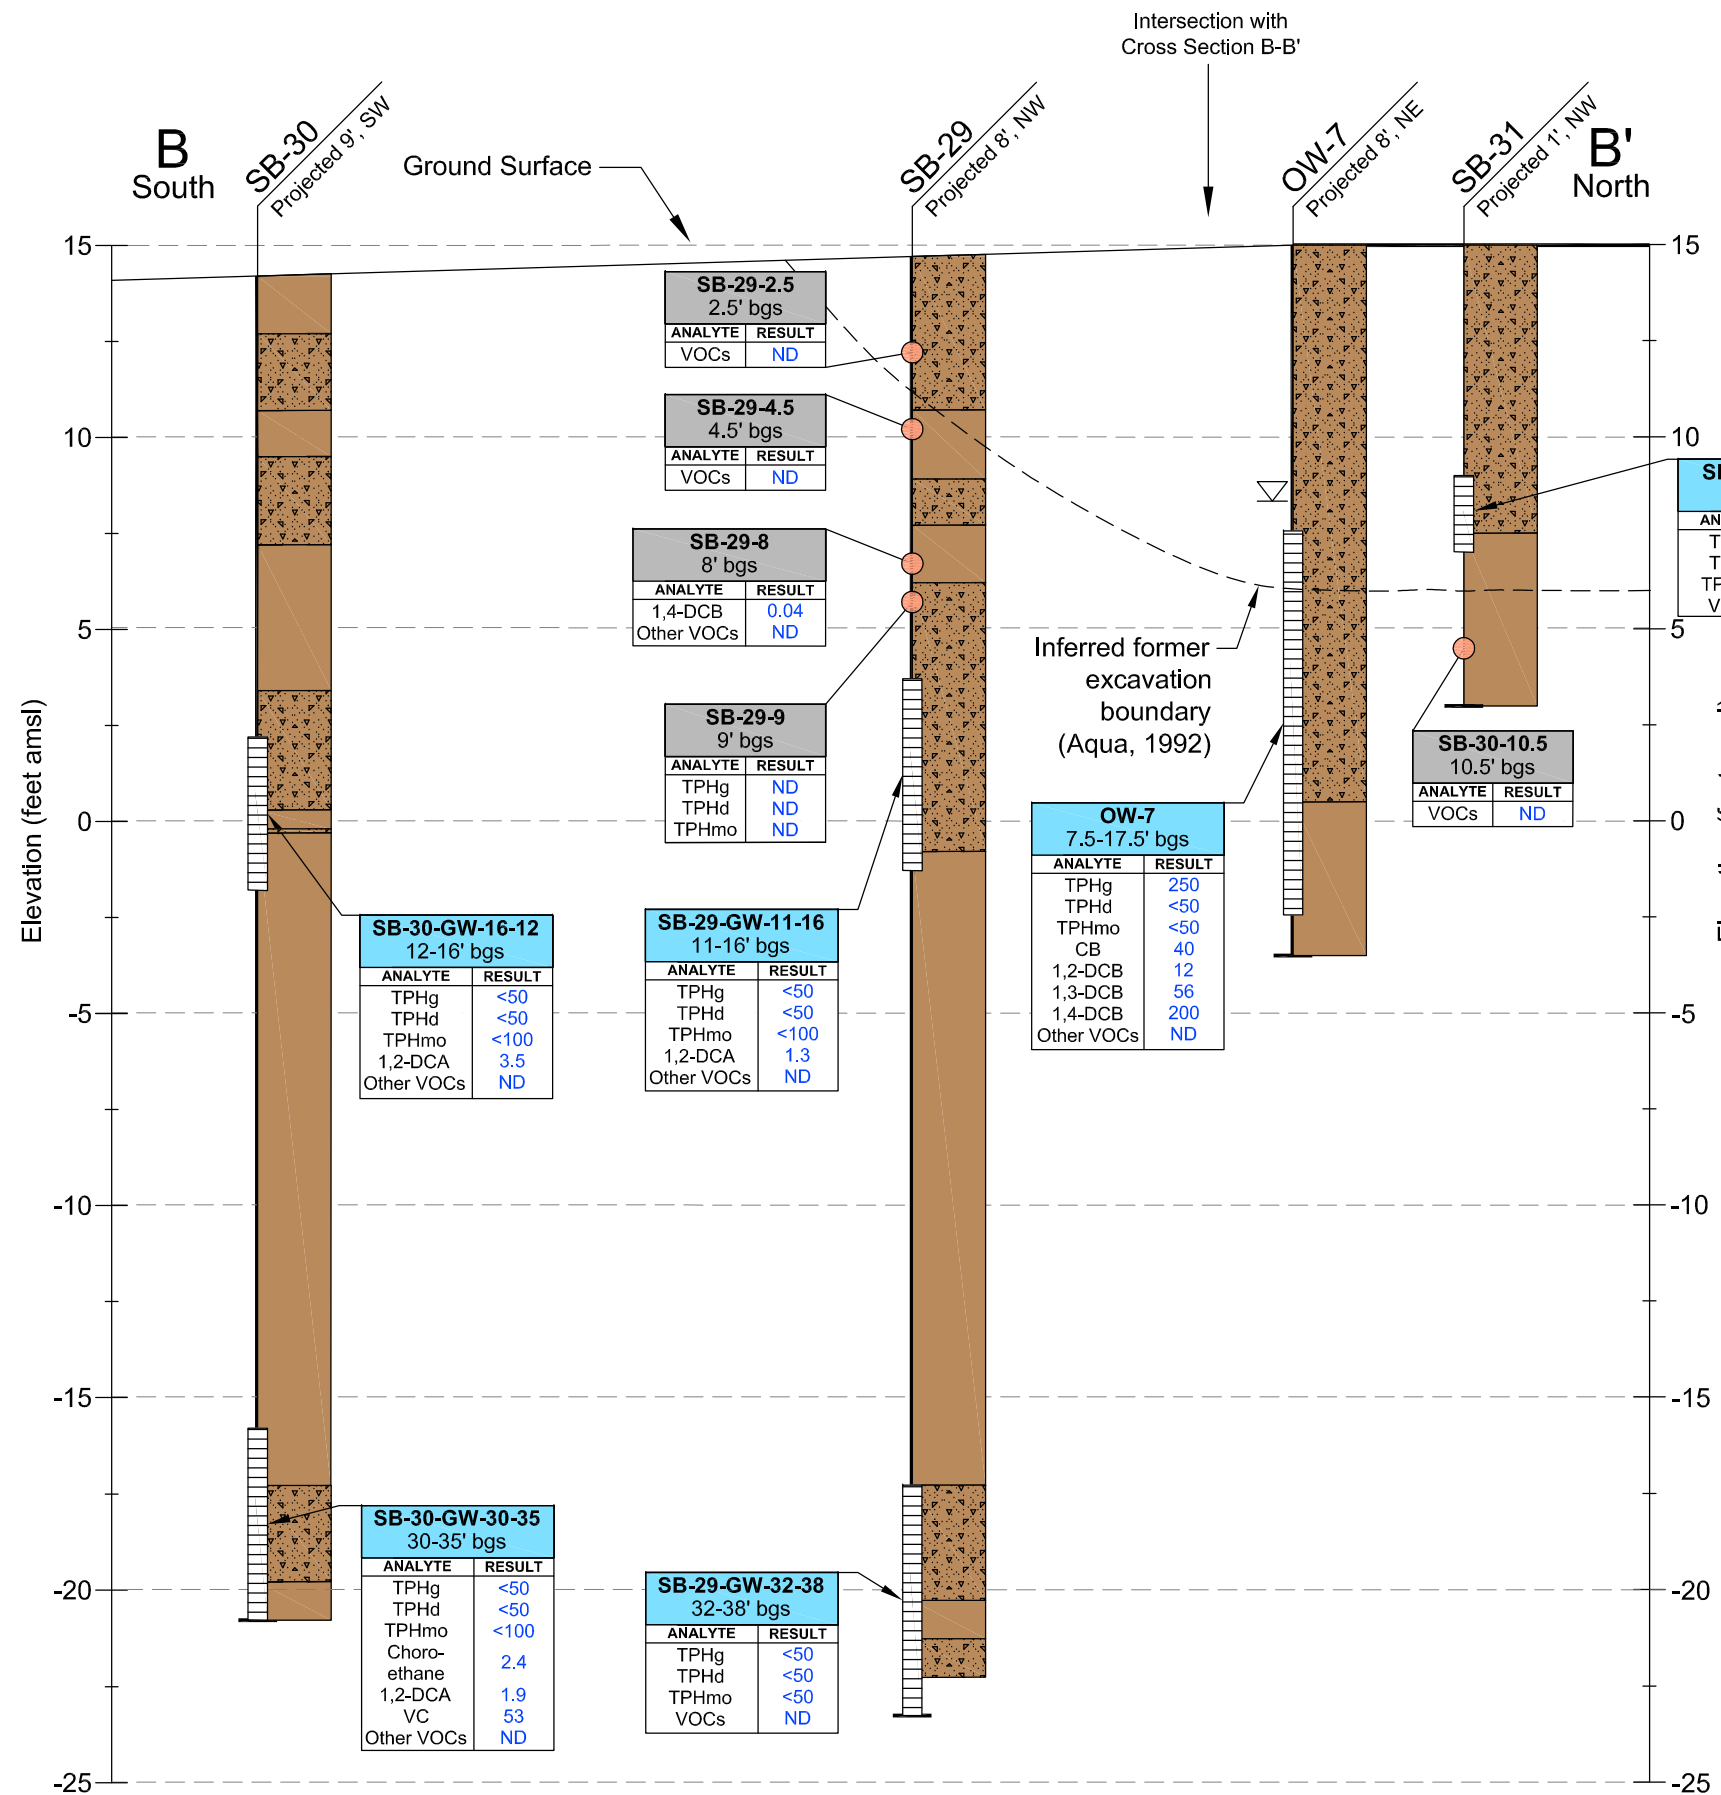 Intersection with
Cross Section B-B'
B
South
SB-30
Projected 9', SW
Ground Surface
SB-29
Projected 8', NW
OW-7
Projected 8', NE
SB-31
Projected 1', NW
B'
North
Elevation (feet amsl)
15
10
5
0
-5
-10
-15
-20
-25
15
10
5
0
-5
-10
-15
-20
-25
SB-29-2.5
2.5' bgs
ANALYTE RESULT
VOCs ND
SB-29-4.5
4.5' bgs
ANALYTE RESULT
VOCs ND
SB-29-8
8' bgs
ANALYTE RESULT
1,4-DCB 0.04
Other VOCs ND
SB-29-9
9' bgs
ANALYTE RESULT
TPHg ND
TPHd ND
TPHmo ND
Inferred former
excavation
boundary
(Aqua, 1992)
OW-7
7.5-17.5' bgs
ANALYTE RESULT
TPHg 250
TPHd <50
TPHmo <50
CB 40
1,2-DCB 12
1,3-DCB 56
1,4-DCB 200
Other VOCs ND
SB-30-10.5
10.5' bgs
ANALYTE RESULT
VOCs ND
SB-30-GW-16-12
12-16' bgs
ANALYTE RESULT
TPHg <50
TPHd <50
TPHmo <100
1,2-DCA 3.5
Other VOCs ND
SB-29-GW-11-16
11-16' bgs
ANALYTE RESULT
TPHg <50
TPHd <50
TPHmo <100
1,2-DCA 1.3
Other VOCs ND
SB-30-GW-30-35
30-35' bgs
ANALYTE RESULT
TPHg <50
TPHd <50
TPHmo <100
Choro-
ethane 2.4
1,2-DCA 1.9
VC 53
Other VOCs ND
SB-29-GW-32-38
32-38' bgs
ANALYTE RESULT
TPHg <50
TPHd <50
TPHmo <50
VOCs ND